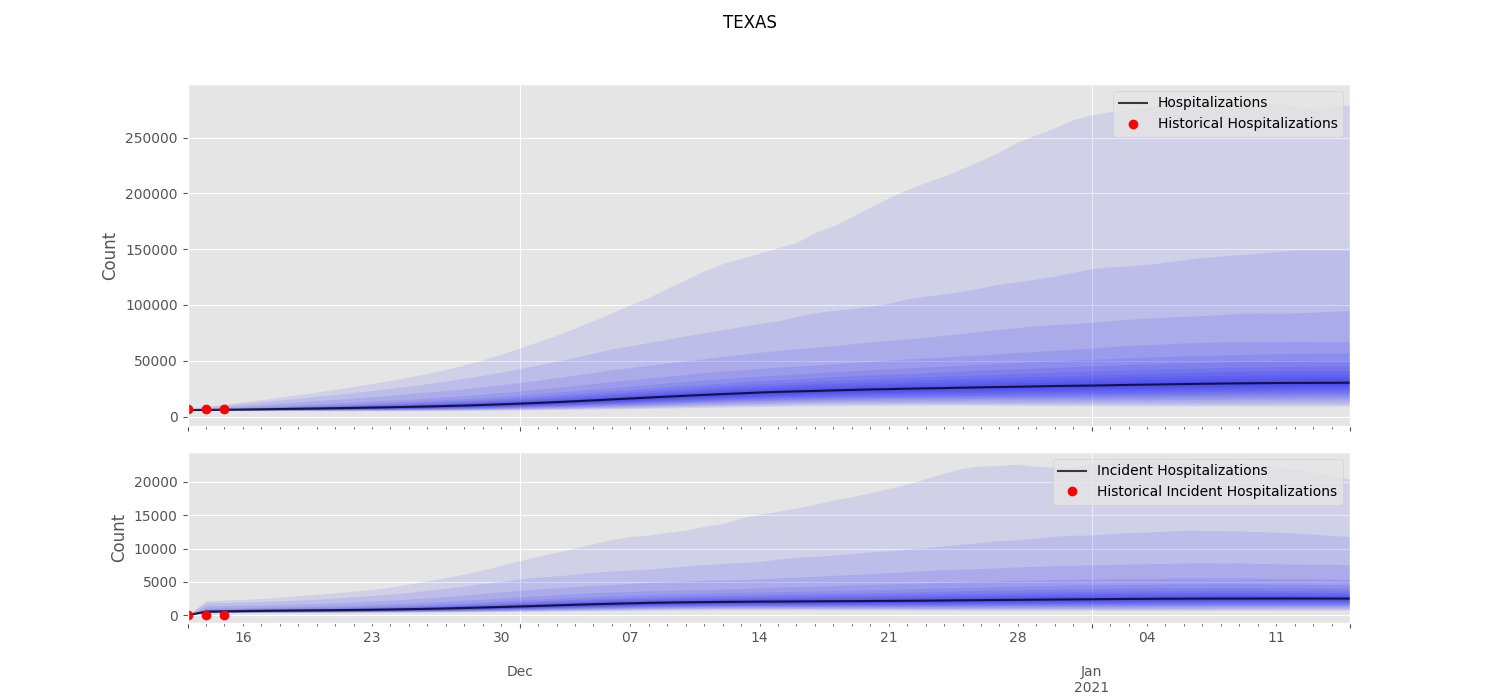 TEXAS
Hospitalizations
Historical Hospitalizations
250000
200000
150000
100000
50000
0
Count
Incident Hospitalizations
Historical Incident Hospitalizations
20000
15000
10000
5000
0
Count
16 23 30 07 14 21 28 04 11
Dec Jan
2021